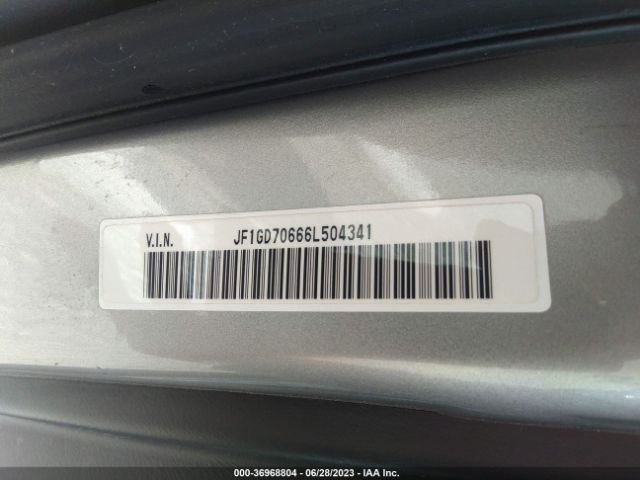 V.I.N. JF1GD70666L504341
000-36968804 | 06/28/2023 | IAA Inc.